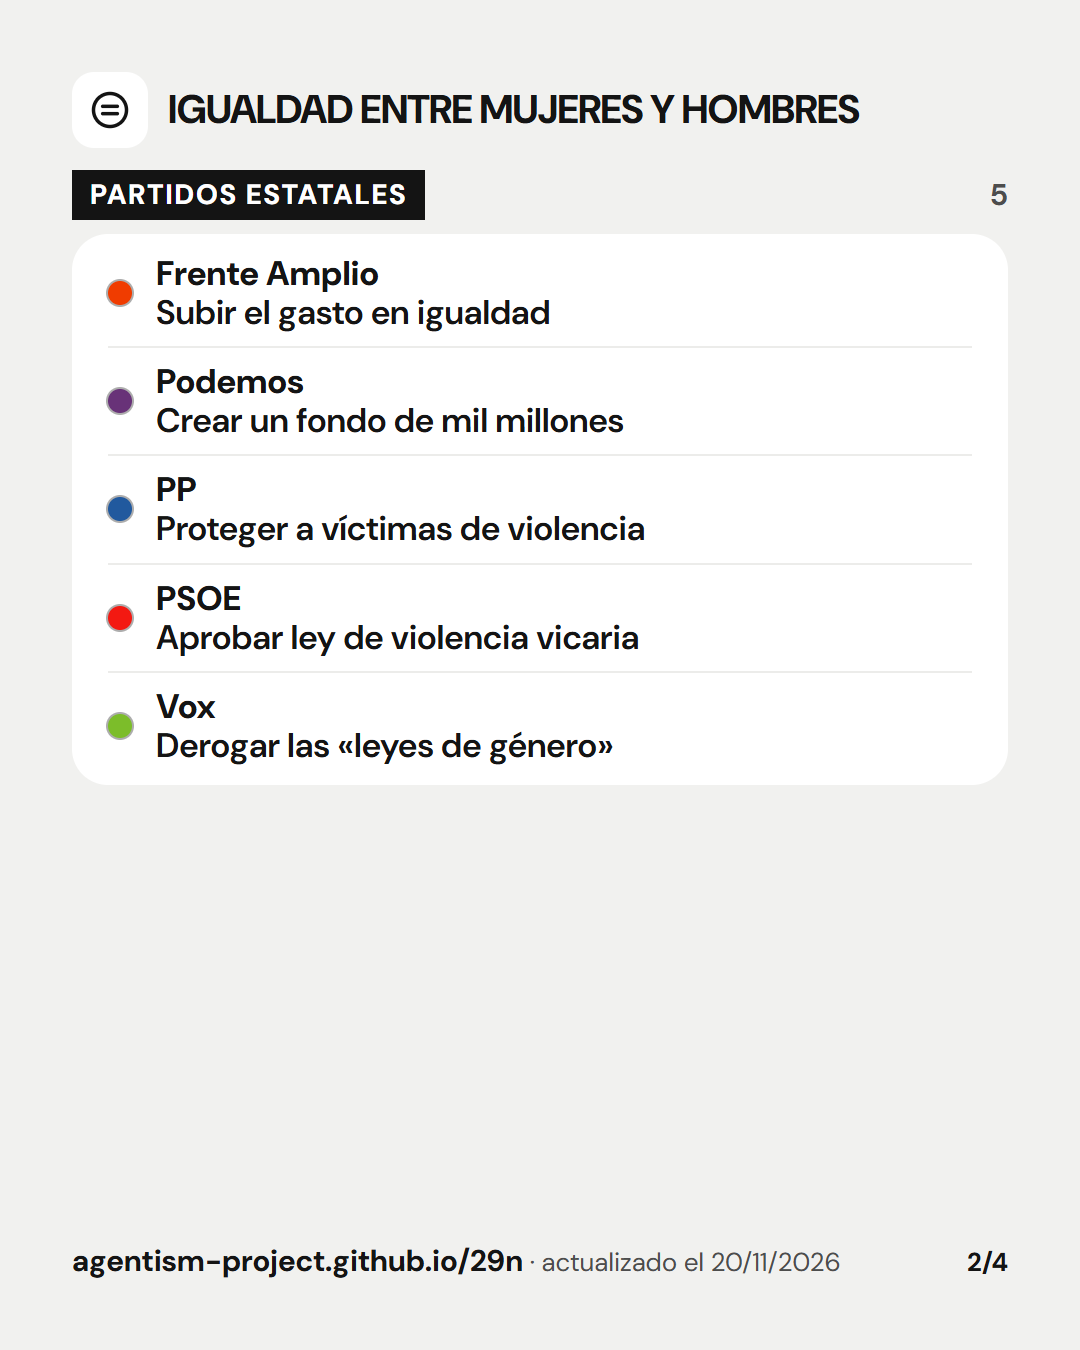 IGUALDAD ENTRE MUJERES Y HOMBRES
PARTIDOS ESTATALES 5
Frente Amplio
Subir el gasto en igualdad
Podemos
Crear un fondo de mil millones
PP
Proteger a víctimas de violencia
PSOE
Aprobar ley de violencia vicaria
Vox
Derogar las «leyes de género»
agentism-project.github.io/29n · actualizado el 20/11/2026 2/4